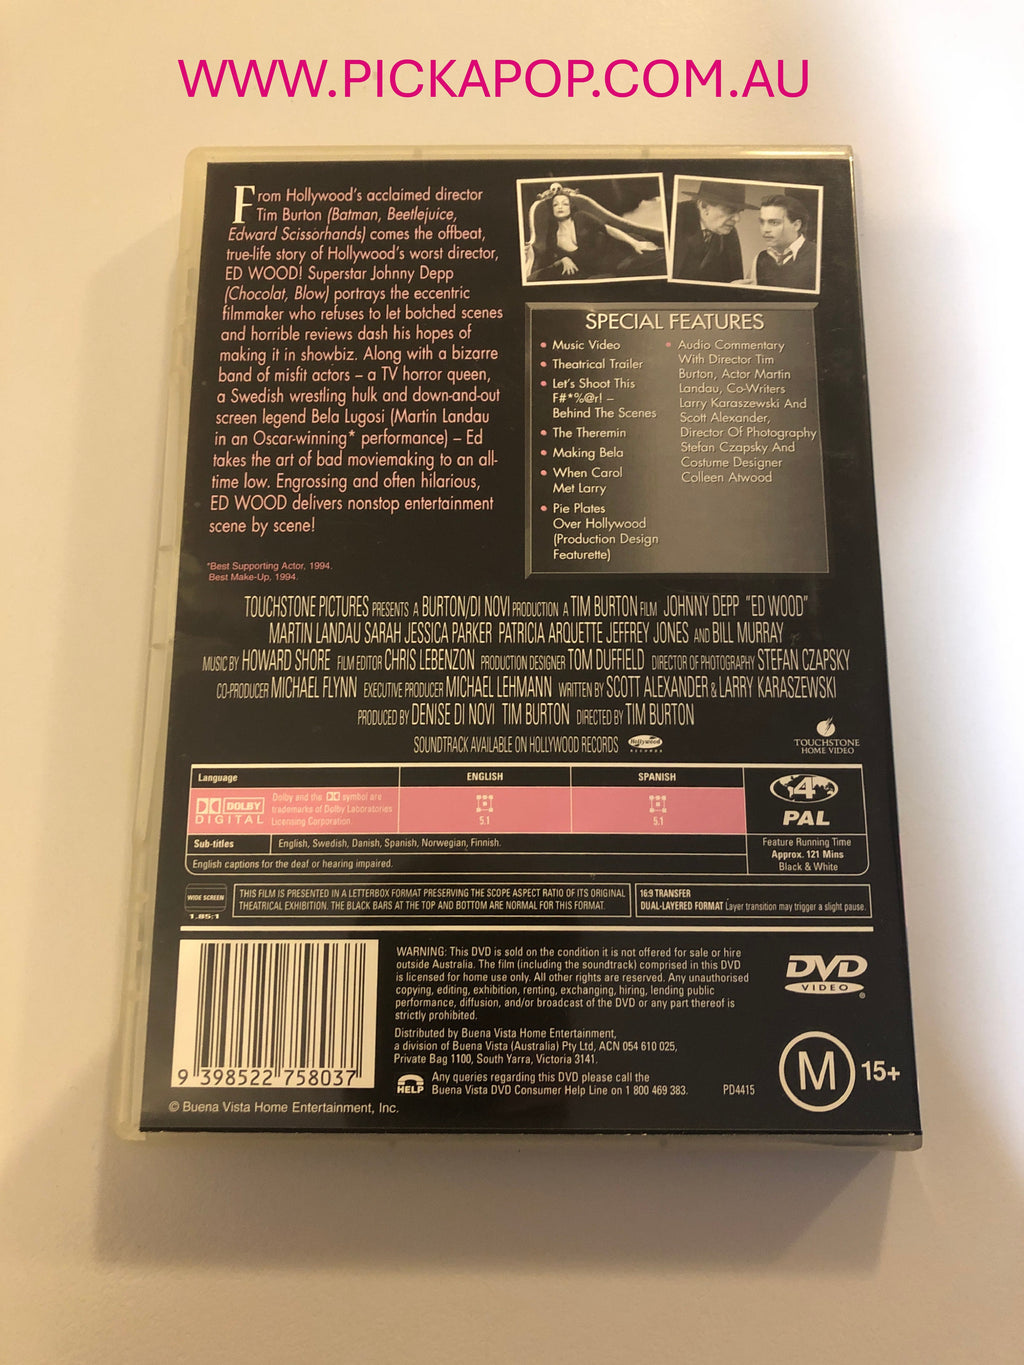 WWW.PICKAPOP.COM.AU
From Hollywood's acclaimed director
Tim Burton (Batman, Beetlejuice,
Edward Scissorhands) comes the offbeat,
true-life story of Hollywood's worst director,
ED WOOD! Superstar Johnny Depp
(Chocolat, Blow) portrays the eccentric
filmmaker who refuses to let botched scenes
and horrible reviews dash his hopes of
making it in showbiz. Along with a bizarre
band of misfit actors – a TV horror queen,
a Swedish wrestling hulk and down-and-out
screen legend Bela Lugosi (Martin Landau
in an Oscar-winning* performance) – Ed
takes the art of bad moviemaking to an all-
time low. Engrossing and often hilarious,
ED WOOD delivers nonstop entertainment
scene by scene!
*Best Supporting Actor, 1994.
Best Make-Up, 1994.
SPECIAL FEATURES
• Music Video
• Theatrical Trailer
• Let's Shoot This
F#*%@r! –
Behind The Scenes
• The Theremin
• Making Bela
• When Carol
Met Larry
• Pie Plates
Over Hollywood
(Production Design
Featurette)
• Audio Commentary
With Director Tim
Burton, Actor Martin
Landau, Co-Writers
Larry Karaszewski And
Scott Alexander,
Director Of Photography
Stefan Czapsky And
Costume Designer
Colleen Atwood
TOUCHSTONE PICTURES PRESENTS A BURTON/DI NOVI PRODUCTION A TIM BURTON FILM JOHNNY DEPP "ED WOOD"
MARTIN LANDAU SARAH JESSICA PARKER PATRICIA ARQUETTE JEFFREY JONES AND BILL MURRAY
MUSIC BY HOWARD SHORE FILM EDITOR CHRIS LEBENZON PRODUCTION DESIGNER TOM DUFFIELD DIRECTOR OF PHOTOGRAPHY STEFAN CZAPSKY
CO-PRODUCER MICHAEL FLYNN EXECUTIVE PRODUCER MICHAEL LEHMANN WRITTEN BY SCOTT ALEXANDER & LARRY KARASZEWSKI
PRODUCED BY DENISE DI NOVI TIM BURTON DIRECTED BY TIM BURTON
SOUNDTRACK AVAILABLE ON HOLLYWOOD RECORDS Hollywood RECORDS
TOUCHSTONE
HOME VIDEO
Language ENGLISH SPANISH
DOLBY
DIGITAL
Dolby and the symbol are
trademarks of Dolby Laboratories
Licensing Corporation.
5.1 5.1
4
PAL
Sub-titles English, Swedish, Danish, Spanish, Norwegian, Finnish.
English captions for the deaf or hearing impaired.
Feature Running Time
Approx. 121 Mins
Black & White
WIDE SCREEN
1.85:1
THIS FILM IS PRESENTED IN A LETTERBOX FORMAT PRESERVING THE SCOPE ASPECT RATIO OF ITS ORIGINAL
THEATRICAL EXHIBITION. THE BLACK BARS AT THE TOP AND BOTTOM ARE NORMAL FOR THIS FORMAT.
16:9 TRANSFER
DUAL-LAYERED FORMAT Layer transition may trigger a slight pause.
9 398522 758037
WARNING: This DVD is sold on the condition it is not offered for sale or hire
outside Australia. The film (including the soundtrack) comprised in this DVD
is licensed for home use only. All other rights are reserved. Any unauthorised
copying, editing, exhibition, renting, exchanging, hiring, lending public
performance, diffusion, and/or broadcast of the DVD or any part thereof is
strictly prohibited.
Distributed by Buena Vista Home Entertainment,
a division of Buena Vista (Australia) Pty Ltd, ACN 054 610 025,
Private Bag 1100, South Yarra, Victoria 3141.
HELP
Any queries regarding this DVD please call the
Buena Vista DVD Consumer Help Line on 1 800 469 383.
PD4415
DVD
VIDEO ®
M 15+
© Buena Vista Home Entertainment, Inc.